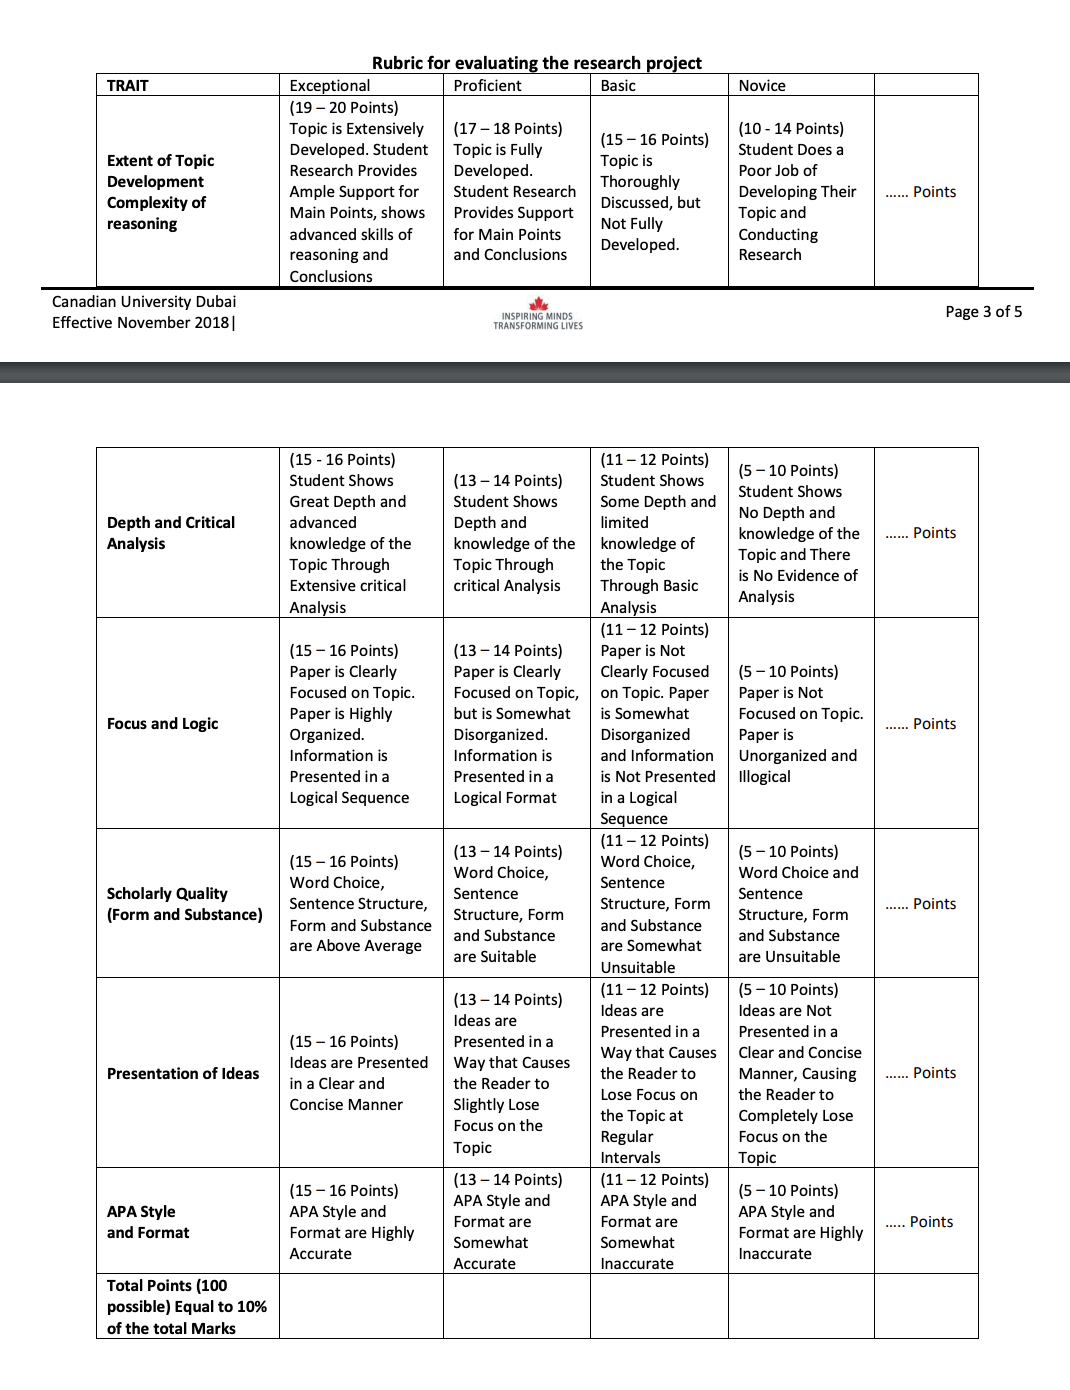 Rubric for evaluating the research project
TRAIT
Exceptional
Proficient
Basic
Novice
Extent of Topic
Development
Complexity of
reasoning
(19 – 20 Points)
Topic is Extensively
Developed. Student
Research Provides
Ample Support for
Main Points, shows
advanced skills of
reasoning and
Conclusions
(17 – 18 Points)
Topic is Fully
Developed.
Student Research
Provides Support
for Main Points
and Conclusions
(15 – 16 Points)
Topic is
Thoroughly
Discussed, but
Not Fully
Developed.
(10 - 14 Points)
Student Does a
Poor Job of
Developing Their
Topic and
Conducting
Research
...... Points
Canadian University Dubai
Effective November 2018|
INSPIRING MINDS
TRANSFORMING LIVES
Page 3 of 5
Depth and Critical
Analysis
(15 - 16 Points)
Student Shows
Great Depth and
advanced
knowledge of the
Topic Through
Extensive critical
Analysis
(13 – 14 Points)
Student Shows
Depth and
knowledge of the
Topic Through
critical Analysis
(11 – 12 Points)
Student Shows
Some Depth and
limited
knowledge of
the Topic
Through Basic
Analysis
(5 – 10 Points)
Student Shows
No Depth and
knowledge of the
Topic and There
is No Evidence of
Analysis
...... Points
Focus and Logic
(15 – 16 Points)
Paper is Clearly
Focused on Topic.
Paper is Highly
Organized.
Information is
Presented in a
Logical Sequence
(13 – 14 Points)
Paper is Clearly
Focused on Topic,
but is Somewhat
Disorganized.
Information is
Presented in a
Logical Format
(11 – 12 Points)
Paper is Not
Clearly Focused
on Topic. Paper
is Somewhat
Disorganized
and Information
is Not Presented
in a Logical
Sequence
(5 – 10 Points)
Paper is Not
Focused on Topic.
Paper is
Unorganized and
Illogical
...... Points
Scholarly Quality
(Form and Substance)
(15 – 16 Points)
Word Choice,
Sentence Structure,
Form and Substance
are Above Average
(13 – 14 Points)
Word Choice,
Sentence
Structure, Form
and Substance
are Suitable
(11 – 12 Points)
Word Choice,
Sentence
Structure, Form
and Substance
are Somewhat
Unsuitable
(5 – 10 Points)
Word Choice and
Sentence
Structure, Form
and Substance
are Unsuitable
...... Points
Presentation of Ideas
(15 – 16 Points)
Ideas are Presented
in a Clear and
Concise Manner
(13 – 14 Points)
Ideas are
Presented in a
Way that Causes
the Reader to
Slightly Lose
Focus on the
Topic
(11 – 12 Points)
Ideas are
Presented in a
Way that Causes
the Reader to
Lose Focus on
the Topic at
Regular
Intervals
(5 – 10 Points)
Ideas are Not
Presented in a
Clear and Concise
Manner, Causing
the Reader to
Completely Lose
Focus on the
Topic
...... Points
APA Style
and Format
(15 – 16 Points)
APA Style and
Format are Highly
Accurate
(13 – 14 Points)
APA Style and
Format are
Somewhat
Accurate
(11 – 12 Points)
APA Style and
Format are
Somewhat
Inaccurate
(5 – 10 Points)
APA Style and
Format are Highly
Inaccurate
..... Points
Total Points (100
possible) Equal to 10%
of the total Marks